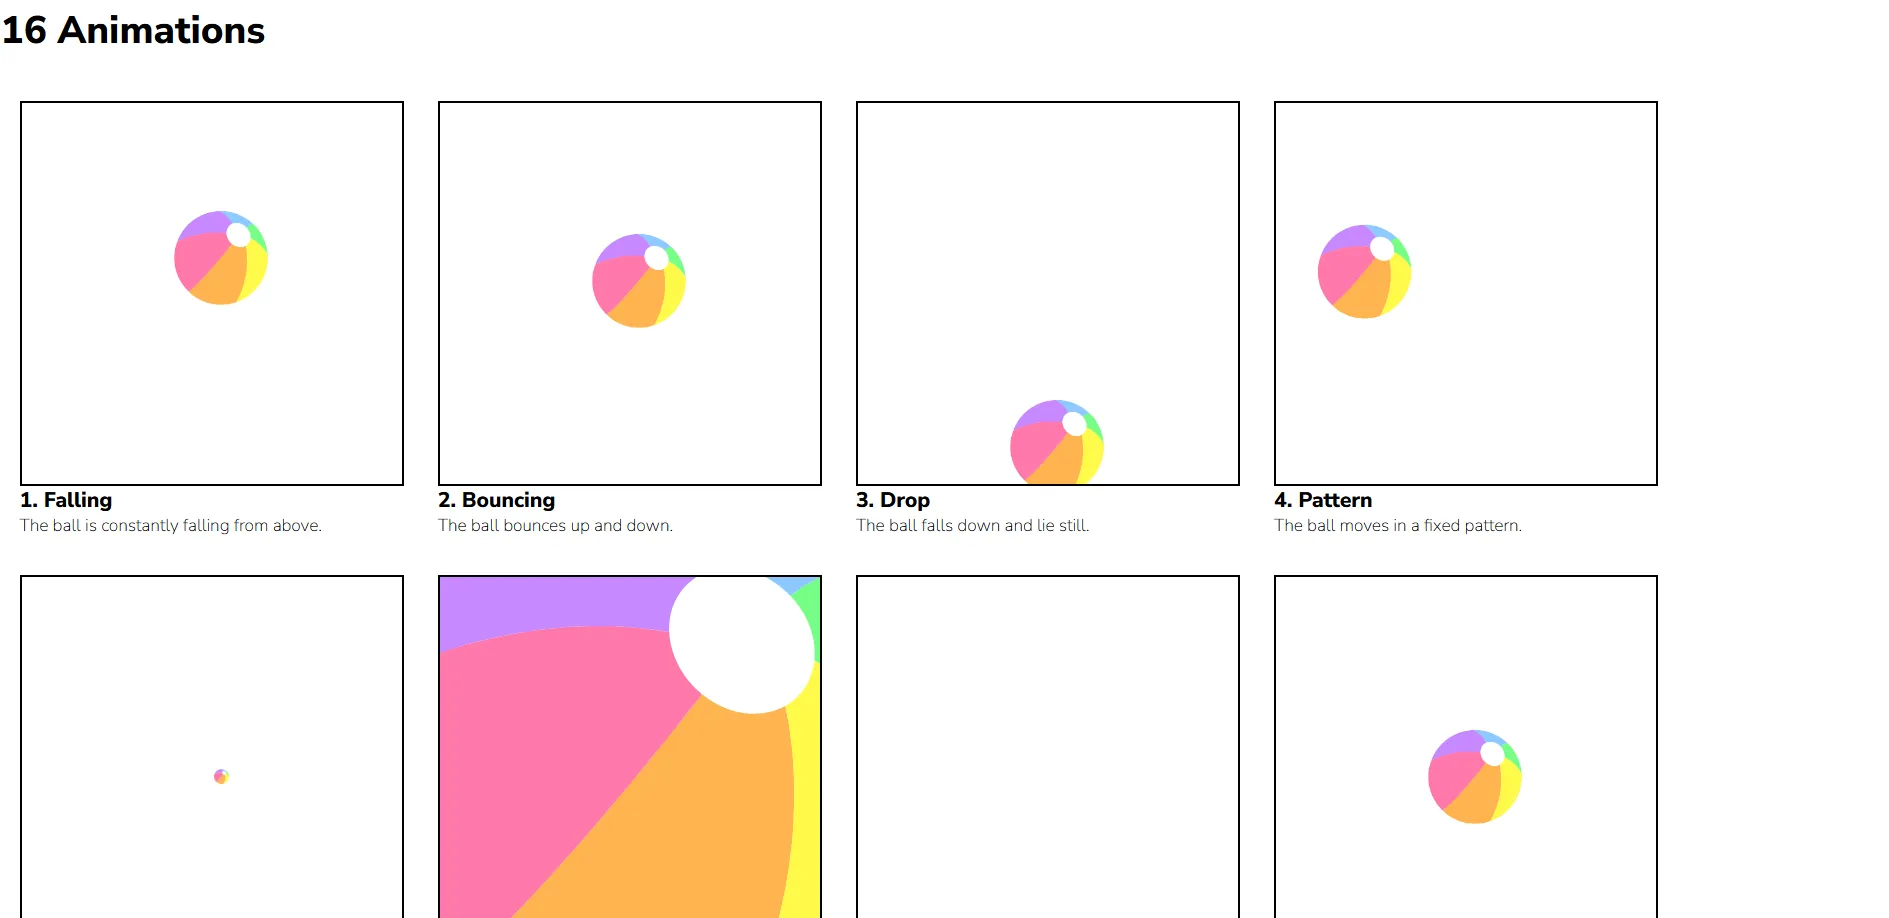 16 Animations
1. Falling
The ball is constantly falling from above.
2. Bouncing
The ball bounces up and down.
3. Drop
The ball falls down and lie still.
4. Pattern
The ball moves in a fixed pattern.